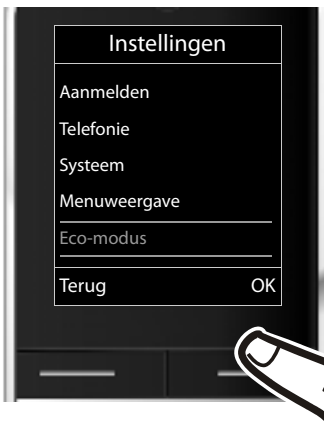 Instellingen
Aanmelden
Telefonie
Systeem
Menuweergave
Eco-modus
Terug OK